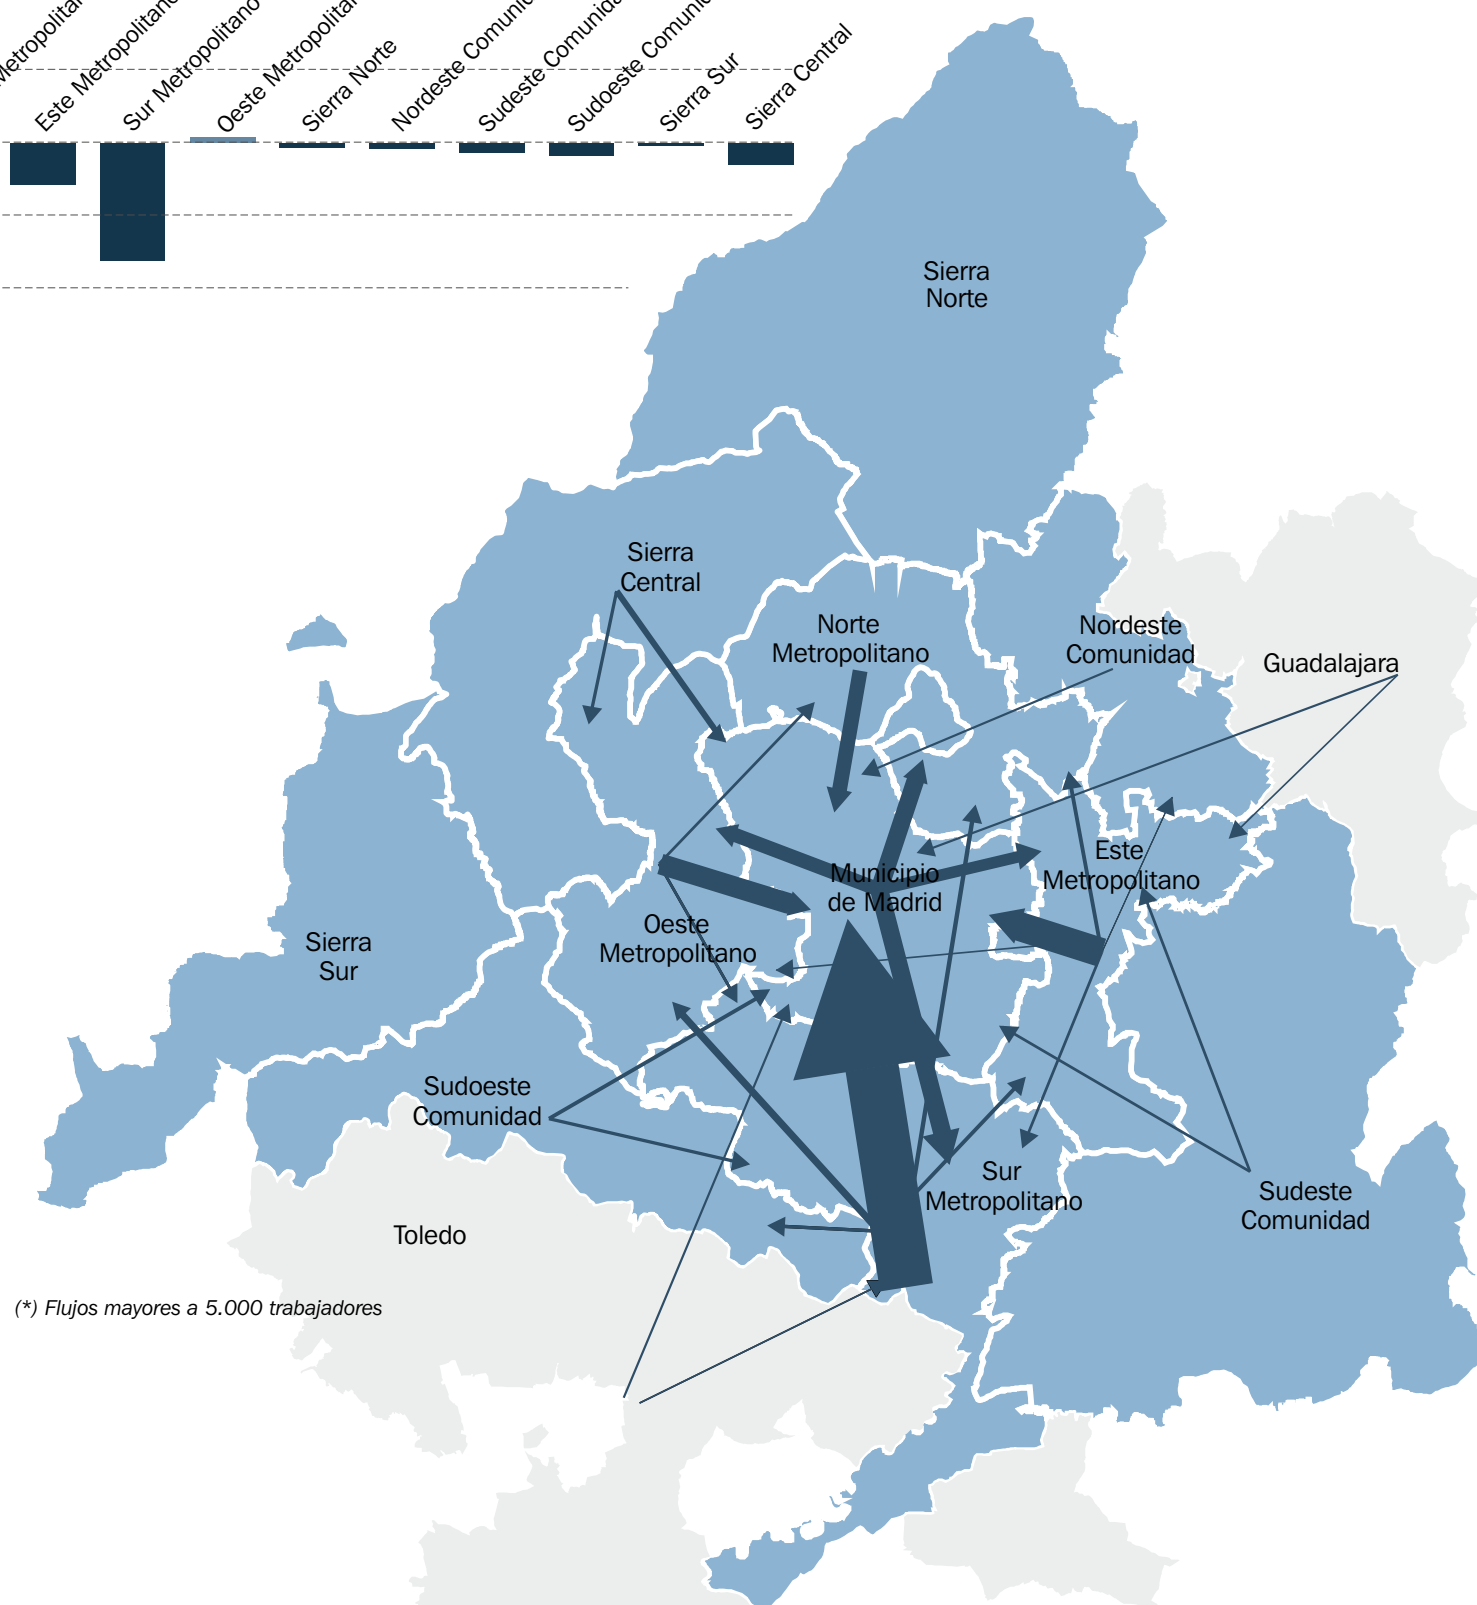 Este Metropolitano
Sur Metropolitano
Sierra Norte
Sierra Sur
Sierra Central
Sierra
Norte
Sierra
Central
Norte
Metropolitano
Nordeste
Comunidad
Guadalajara
Este
Metropolitano
Municipio
de Madrid
Oeste
Metropolitano
Sierra
Sur
Sudoeste
Comunidad
Sur
Metropolitano
Sudeste
Comunidad
Toledo
(*) Flujos mayores a 5.000 trabajadores